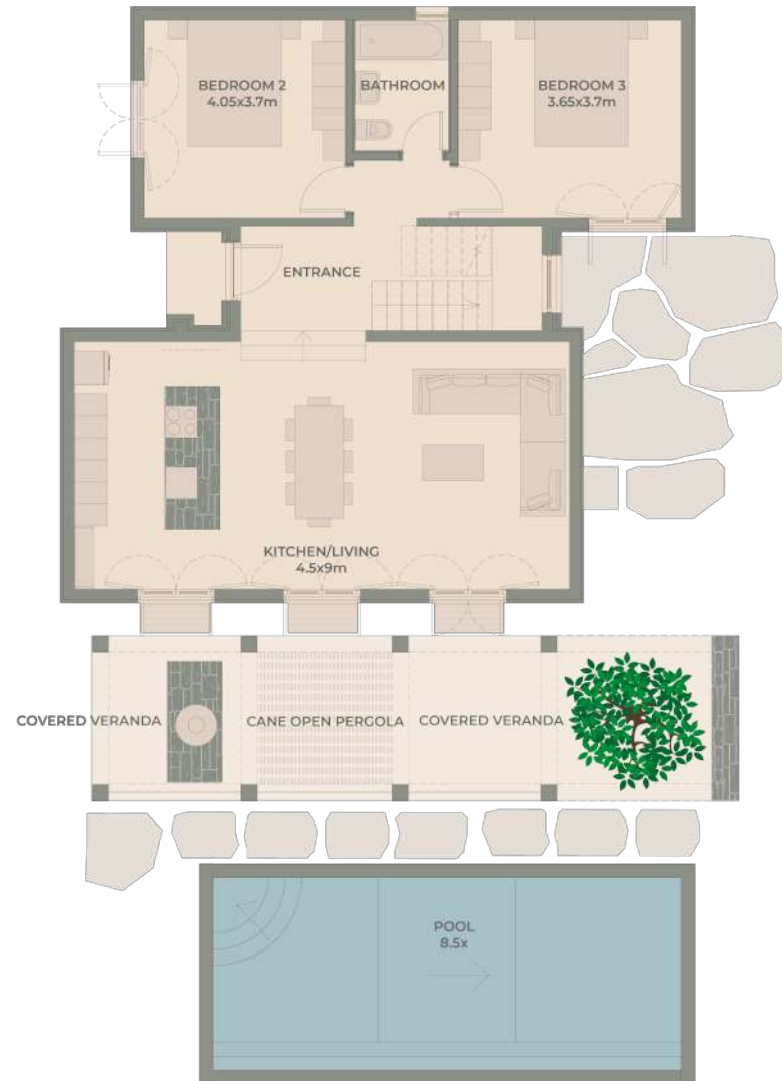 BEDROOM 2
4.05x3.7m
BATHROOM
BEDROOM 3
3.65x3.7m
ENTRANCE
KITCHEN/LIVING
4.5x9m
COVERED VERANDA
CANE OPEN PERGOLA
COVERED VERANDA
POOL
8.5x